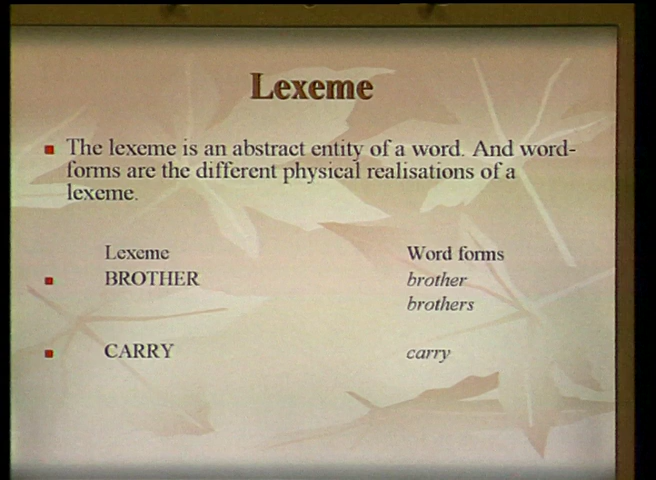 Lexeme
The lexeme is an abstract entity of a word. And word-
forms are the different physical realisations of a
lexeme.
Lexeme Word forms
BROTHER brother
brothers
CARRY carry